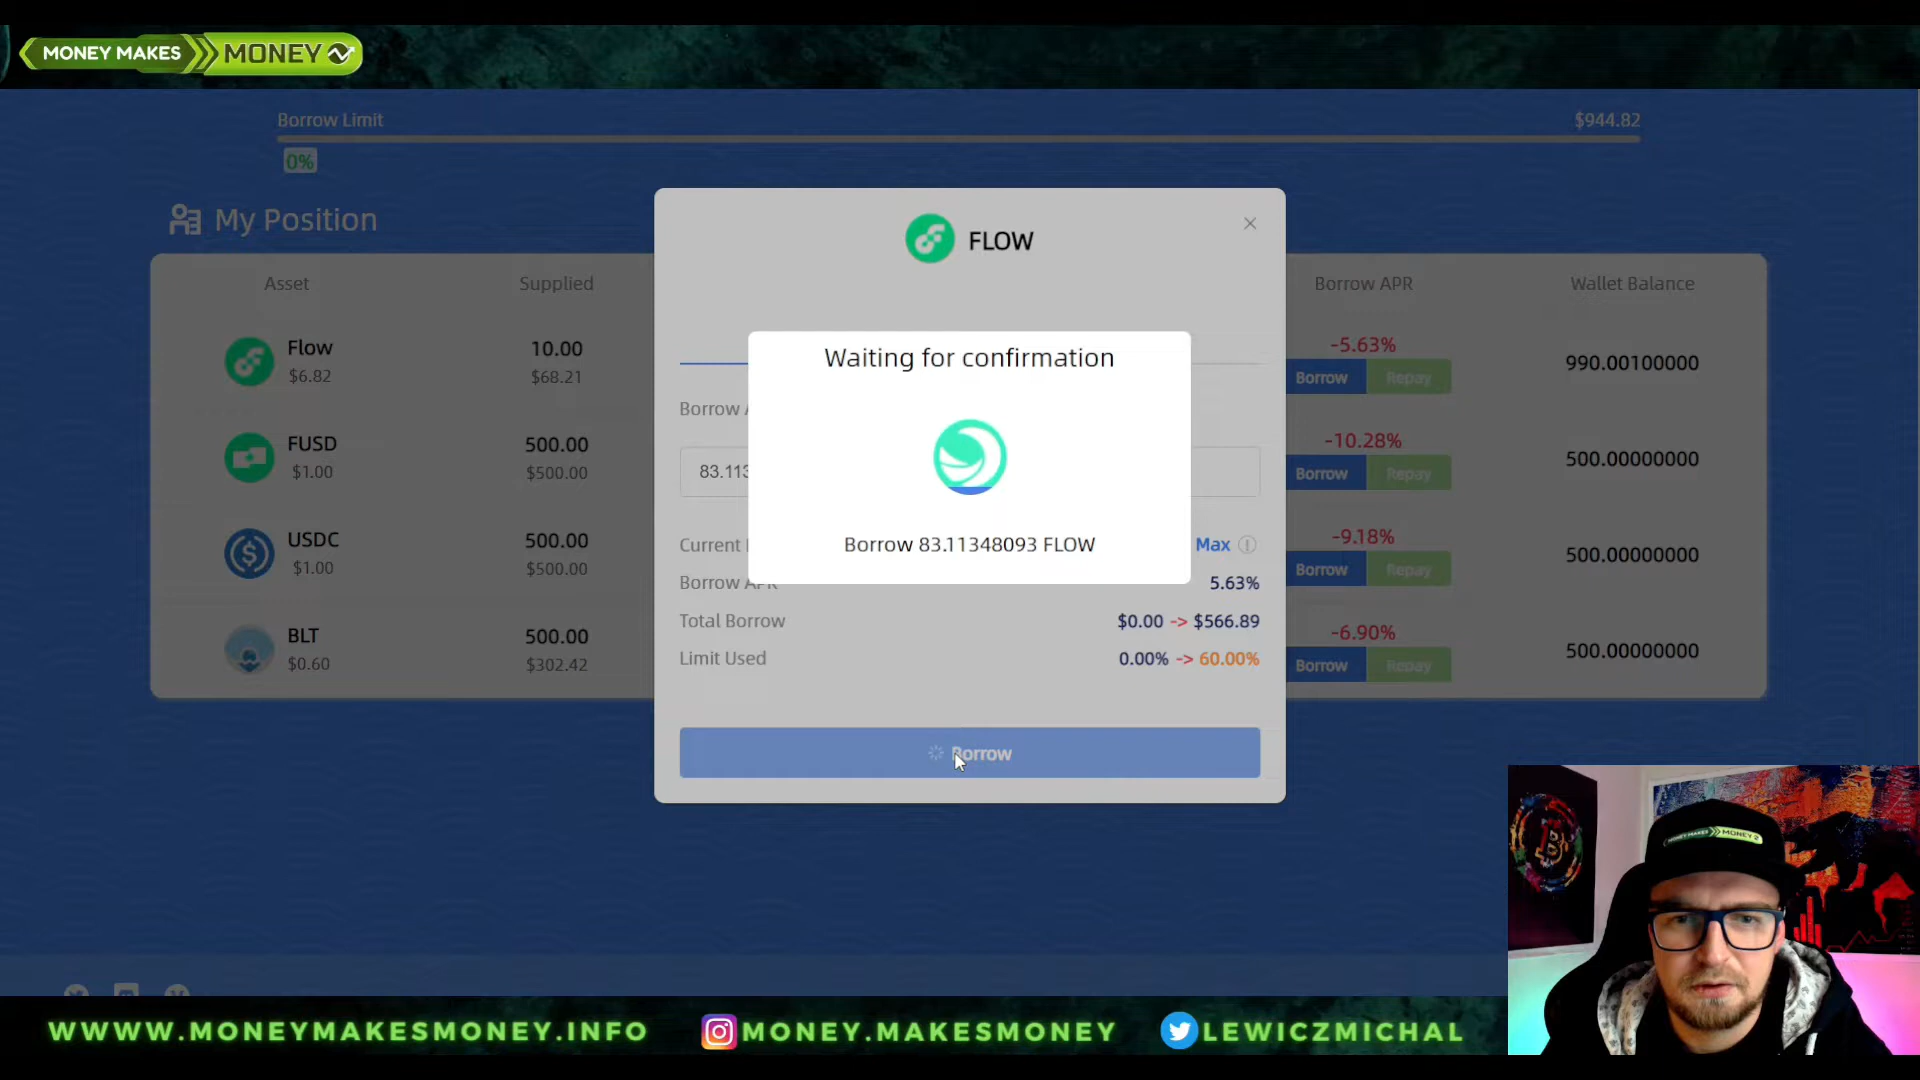 MONEY MAKES MONEY
Borrow Limit $944.82
0%
My Position
FLOW
Asset Supplied Borrow APR Wallet Balance
Waiting for confirmation
Borrow 83.11348093 FLOW
Flow 10.00 -5.63% 990.00100000
$6.82 $68.21 Borrow Repay
FUSD 500.00 -10.28% 500.00000000
$1.00 $500.00 Borrow Repay
USDC 500.00 -9.18% 500.00000000
$1.00 $500.00 Borrow Repay
BLT 500.00 -6.90% 500.00000000
$0.60 $302.42 Borrow Repay
Borrow
83.113
Current Max
Borrow APR 5.63%
Total Borrow $0.00 -> $566.89
Limit Used 0.00% -> 60.00%
Borrow
MONEY MAKES MONEY
WWWW.MONEYMAKESMONEY.INFO MONEY.MAKESMONEY LEWICZMICHAL